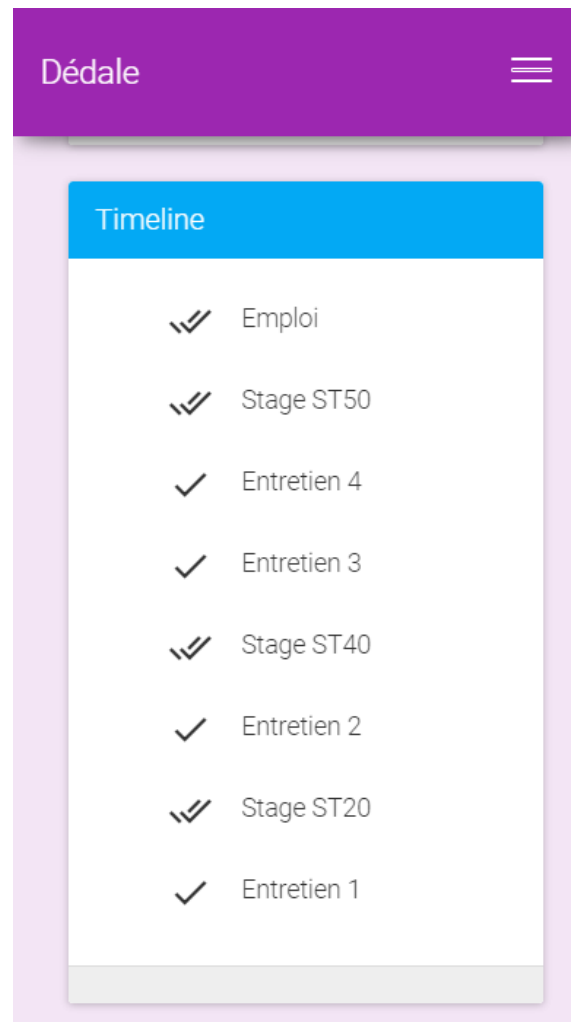 Dédale
Timeline
Emploi
Stage ST50
Entretien 4
Entretien 3
Stage ST40
Entretien 2
Stage ST20
Entretien 1